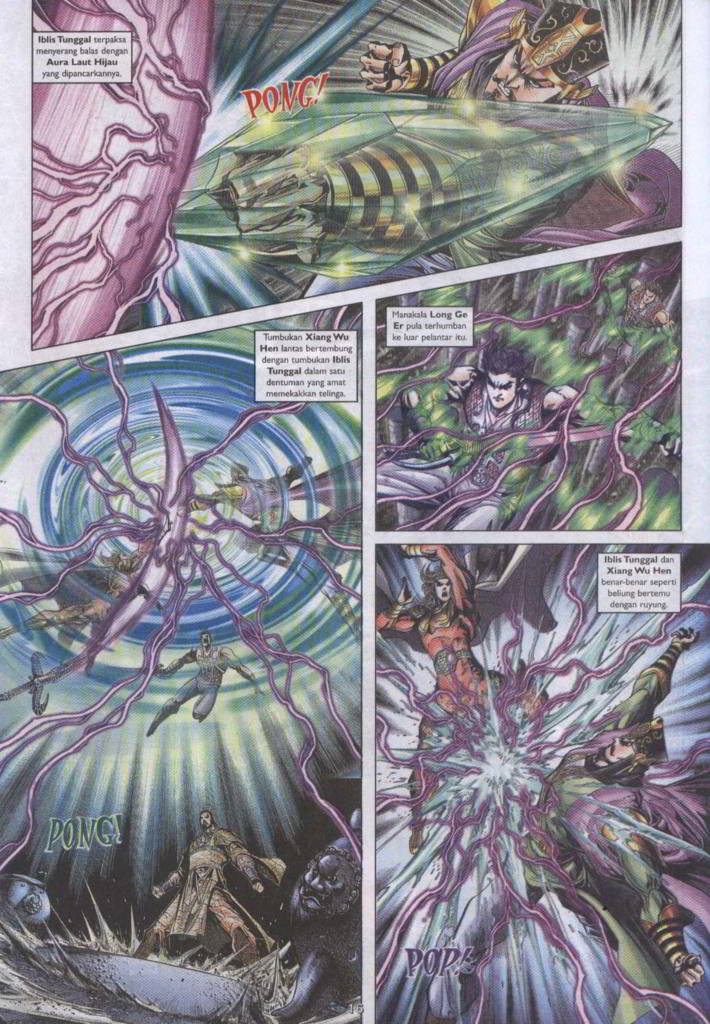 Iblis Tunggal terpaksa
menyerang balas dengan
Aura Laut Hijau
yang dipancarkannya.
PONG!
Tumbukan Xiang Wu
Hen lantas bertembung
dengan tumbukan Iblis
Tunggal dalam satu
dentuman yang amat
memekakkan telinga.
PONG!
Manakala Long Ge
Er pula terhumban
ke luar pelantar itu.
Iblis Tunggal dan
Xiang Wu Hen
benar-benar seperti
beliung bertemu
dengan ruyung.
POP!